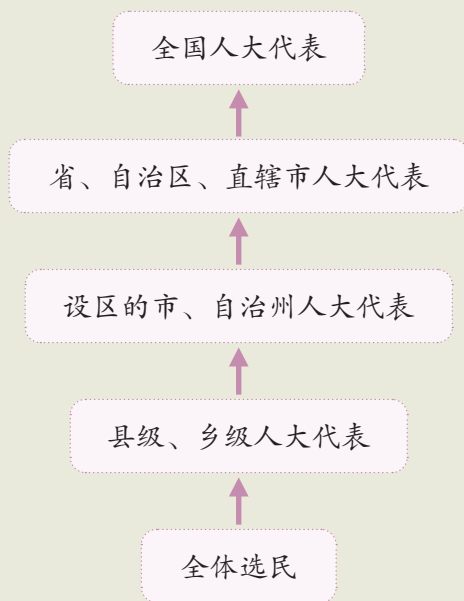 全国人大代表
省、自治区、直辖市人大代表
设区的市、自治州人大代表
县级、乡级人大代表
全体选民